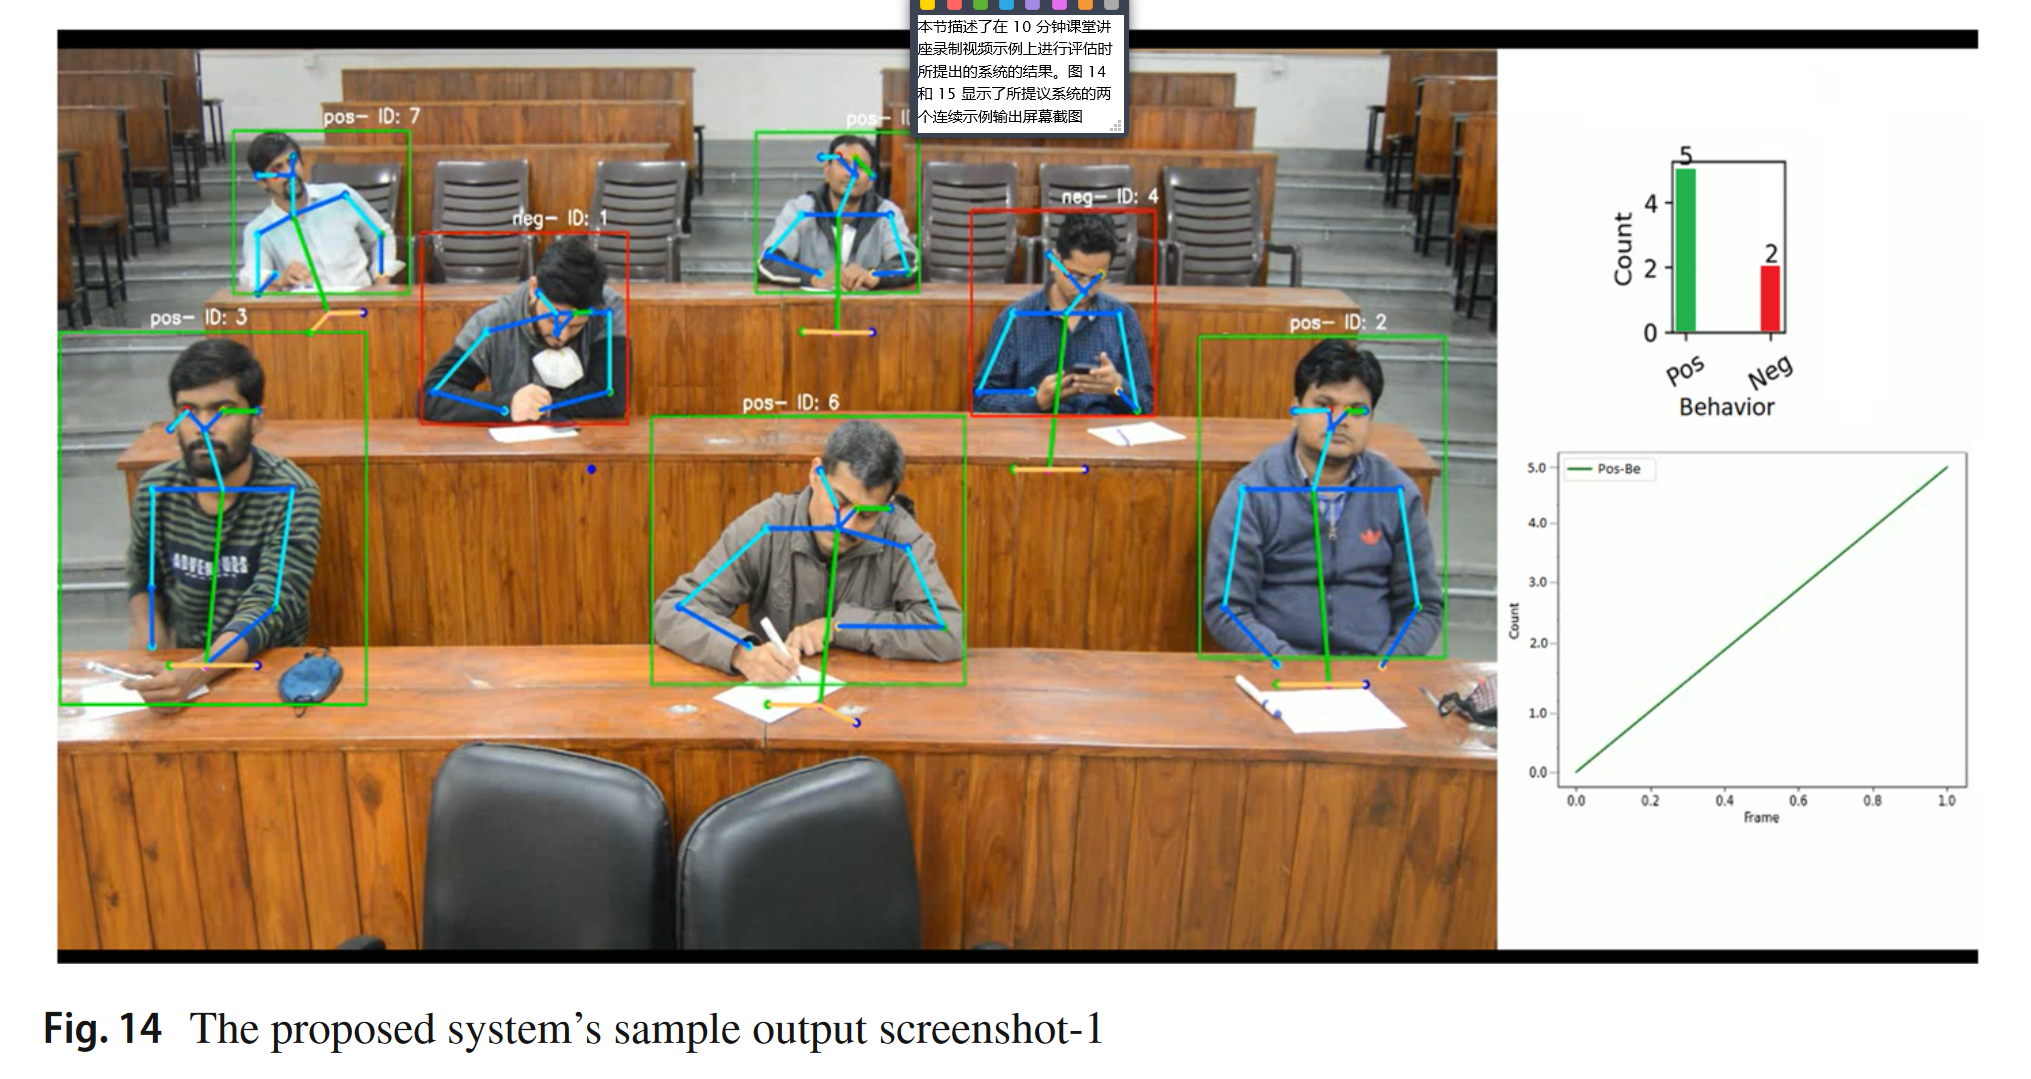 本节描述了在 10 分钟课堂讲
座录制视频示例上进行评估时
所提出的系统的结果。图 14
和 15 显示了所提议系统的两
个连续示例输出屏幕截图
pos- ID: 7
pos- I
neg- ID: 1
neg- ID: 4
pos- ID: 3
pos- ID: 2
pos- ID: 6
5
4
2
2
0
Count
Pos
Neg
Behavior
Pos-Be
5.0
4.0
3.0
2.0
1.0
0.0
Count
0.0 0.2 0.4 0.6 0.8 1.0
Frame
Fig. 14 The proposed system's sample output screenshot-1